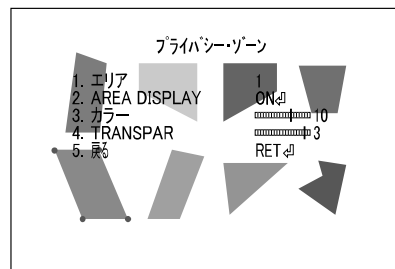 プライバシー・ゾーン
1. エリア 1
2. AREA DISPLAY ON⏎
3. カラー 10
4. TRANSPAR 3
5. 戻る RET⏎